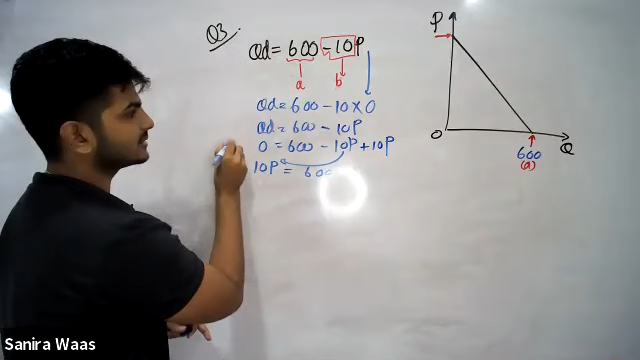 Q3.
Qd = 600 - 10P
a b
Qd = 600 - 10 × 0
Qd = 600 - 10P
0 = 600 - 10P + 10P
10P = 600
P
O
600
(a)
Q
Sanira Waas